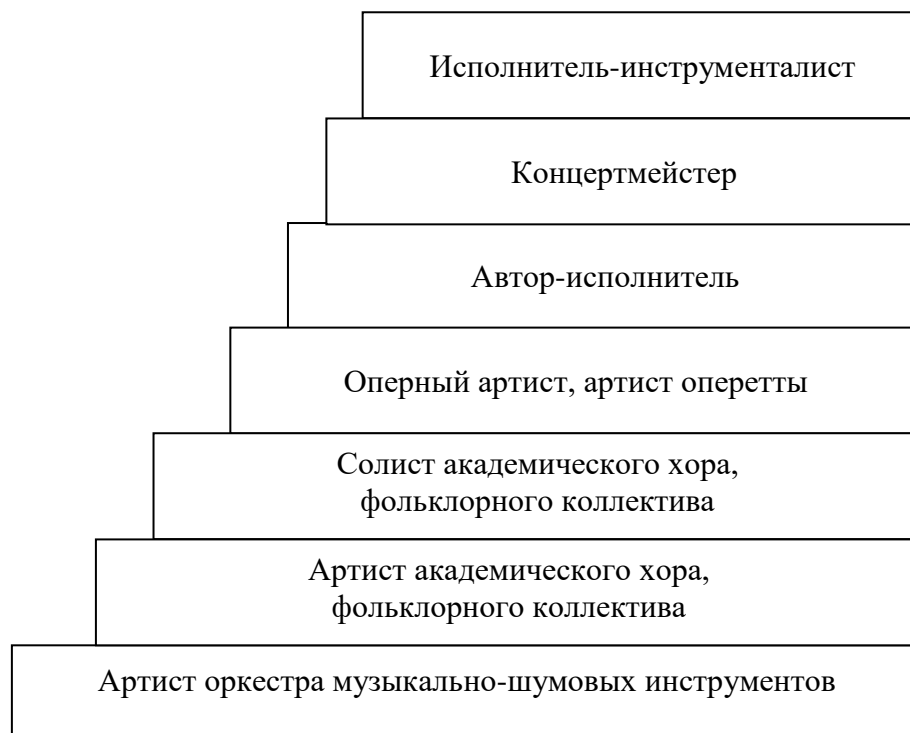 Исполнитель-инструменталист
Концертмейстер
Автор-исполнитель
Оперный артист, артист оперетты
Солист академического хора,
фольклорного коллектива
Артист академического хора,
фольклорного коллектива
Артист оркестра музыкально-шумовых инструментов